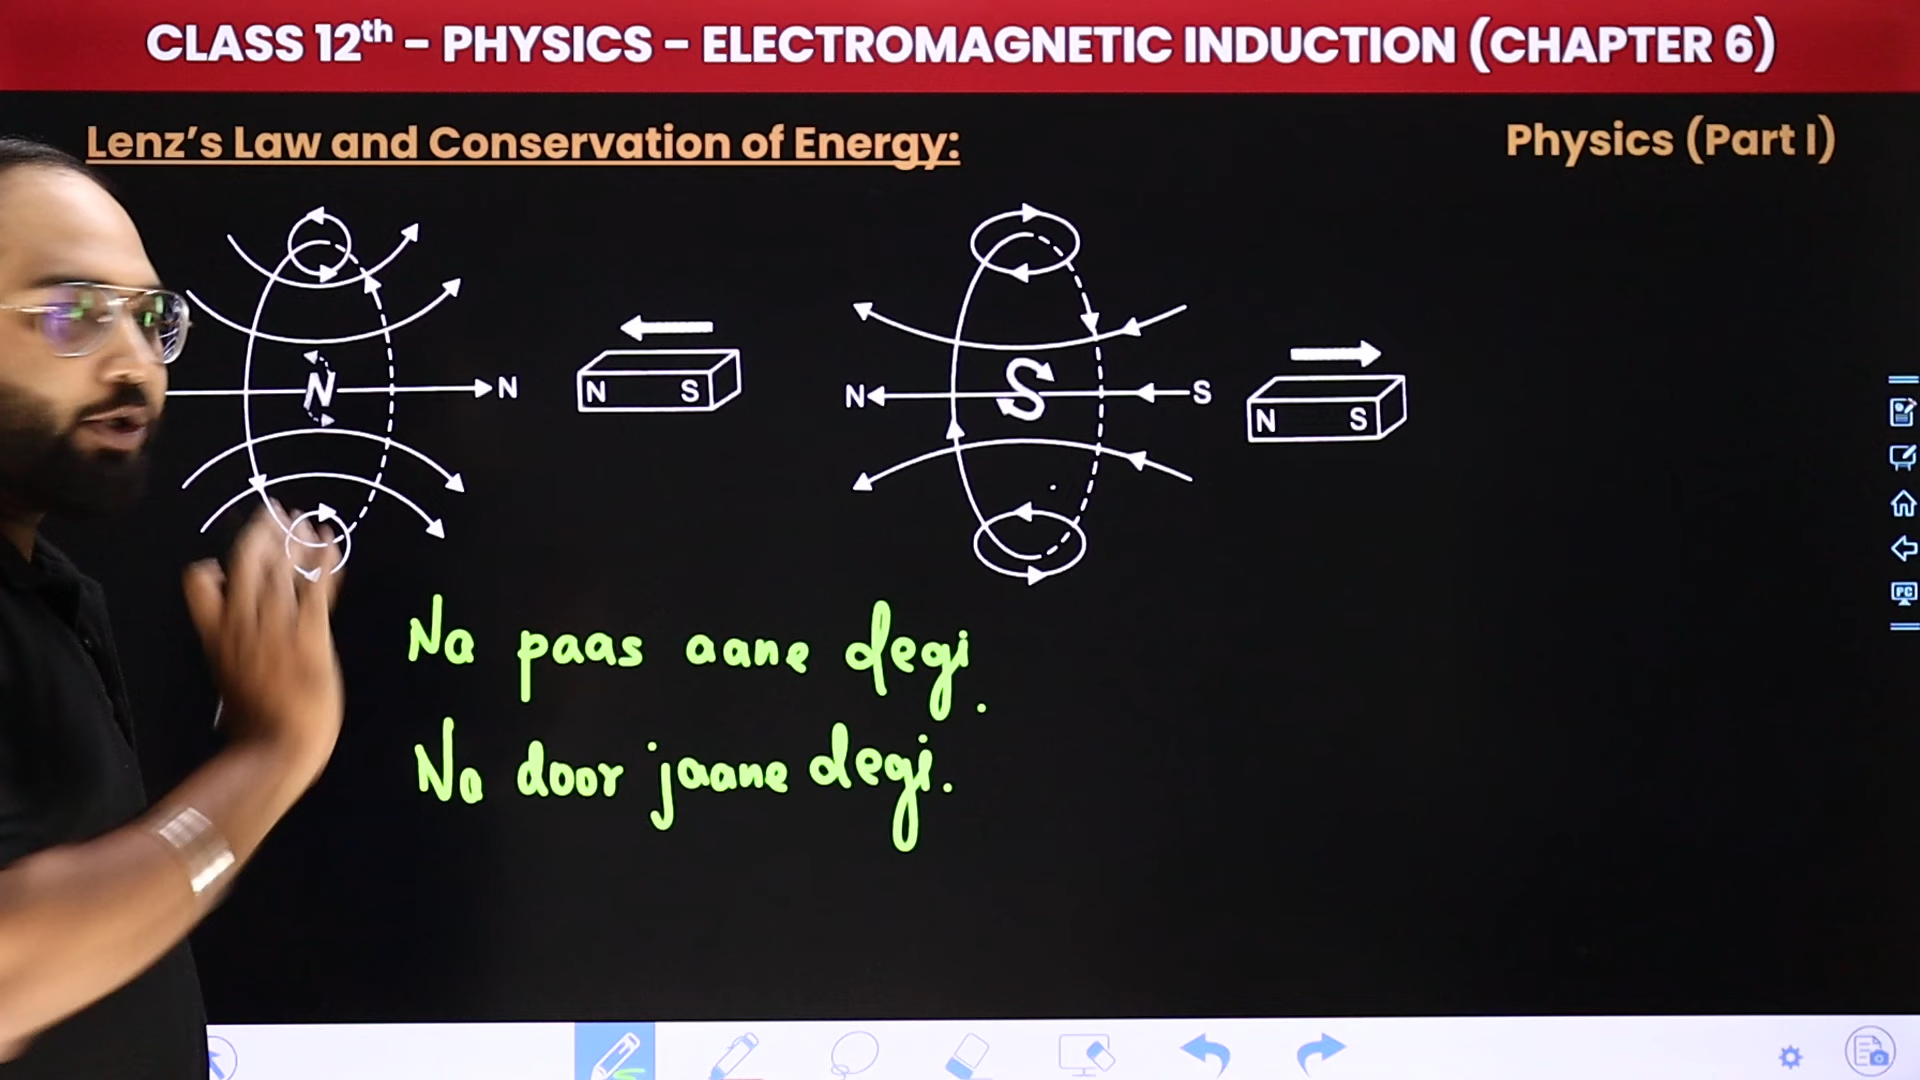 CLASS 12th - PHYSICS - ELECTROMAGNETIC INDUCTION (CHAPTER 6)
Lenz's Law and Conservation of Energy:
Physics (Part I)
N
N
N S
N
S
S
N S
Na paas aane degi.
Na door jaane degi.
PC